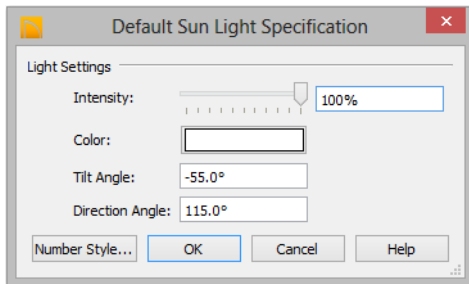 Default Sun Light Specification
Light Settings
Intensity: 100%
Color:
Tilt Angle: -55.0°
Direction Angle: 115.0°
Number Style... OK Cancel Help